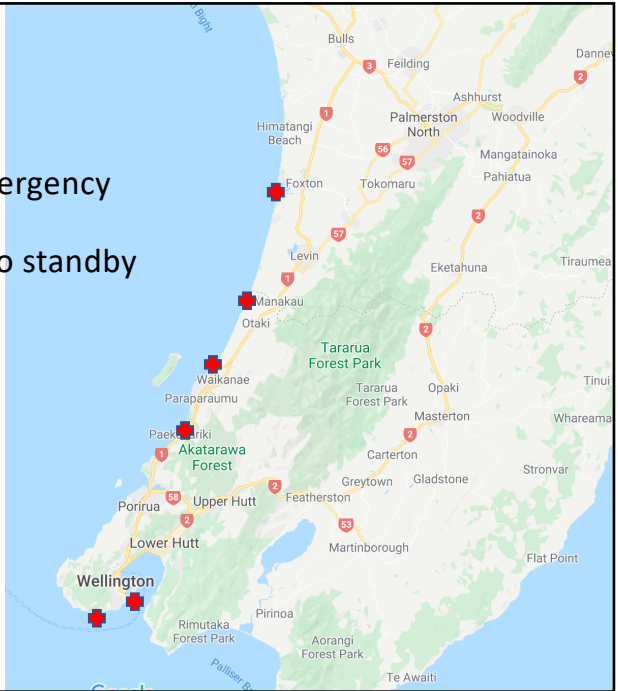 Bulls
3
Feilding
2
Ashhurst
1
Palmerston
North
Woodville
Himatangi
Beach
56
57
Mangatainoka
Pahiatua
ergency
Foxton
Tokomaru
2
57
o standby
Levin
1
Eketahuna
Tiraumea
Manakau
Otaki
2
Tararua
Forest Park
Waikanae
Paraparaumu
Tararua
Forest Park
Opaki
Tinui
Masterton
Whareama
2
1
Akatarawa
Forest
Carterton
Stronvar
58
Upper Hutt
2
Greytown
Gladstone
Featherston
Porirua
2
53
Lower Hutt
Martinborough
Flat Point
Wellington
Pirinoa
Rimutaka
Forest Park
Aorangi
Forest Park
Palliser
Te Awaiti